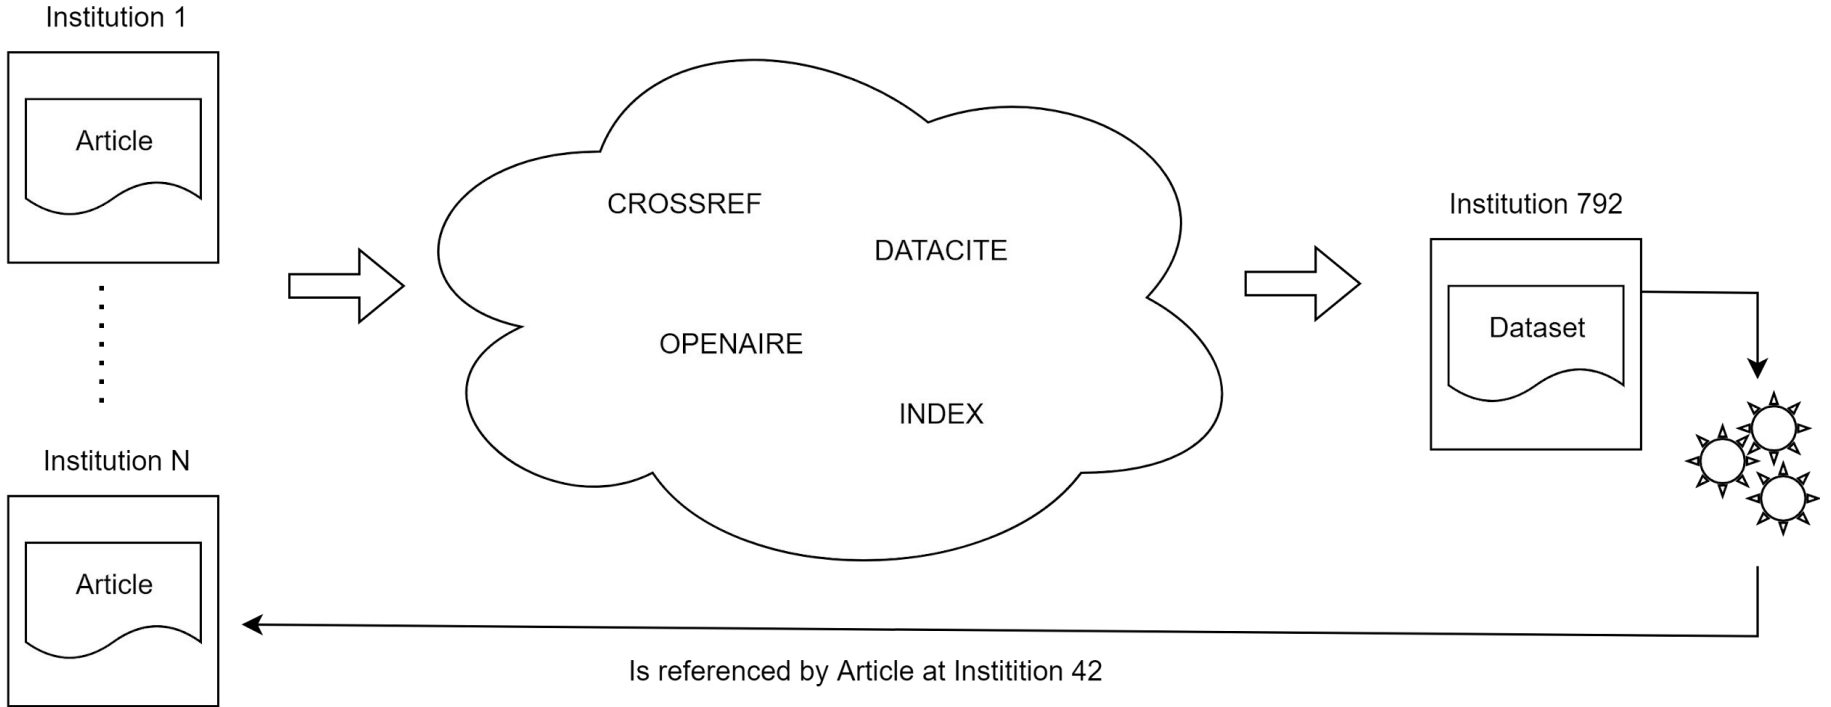 Institution 1
Article
CROSSREF
DATACITE
OPENAIRE
INDEX
Institution 792
Dataset
Institution N
Article
Is referenced by Article at Institition 42